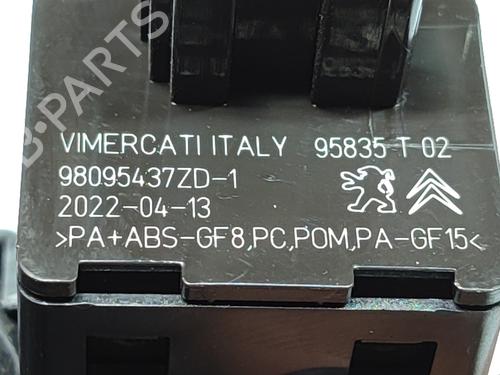 B-PARTS
VIMERCATI ITALY 95835 T 02
98095437ZD-1
2022-04-13
>PA+ABS-GF8,PC,POM,PA-GF15<